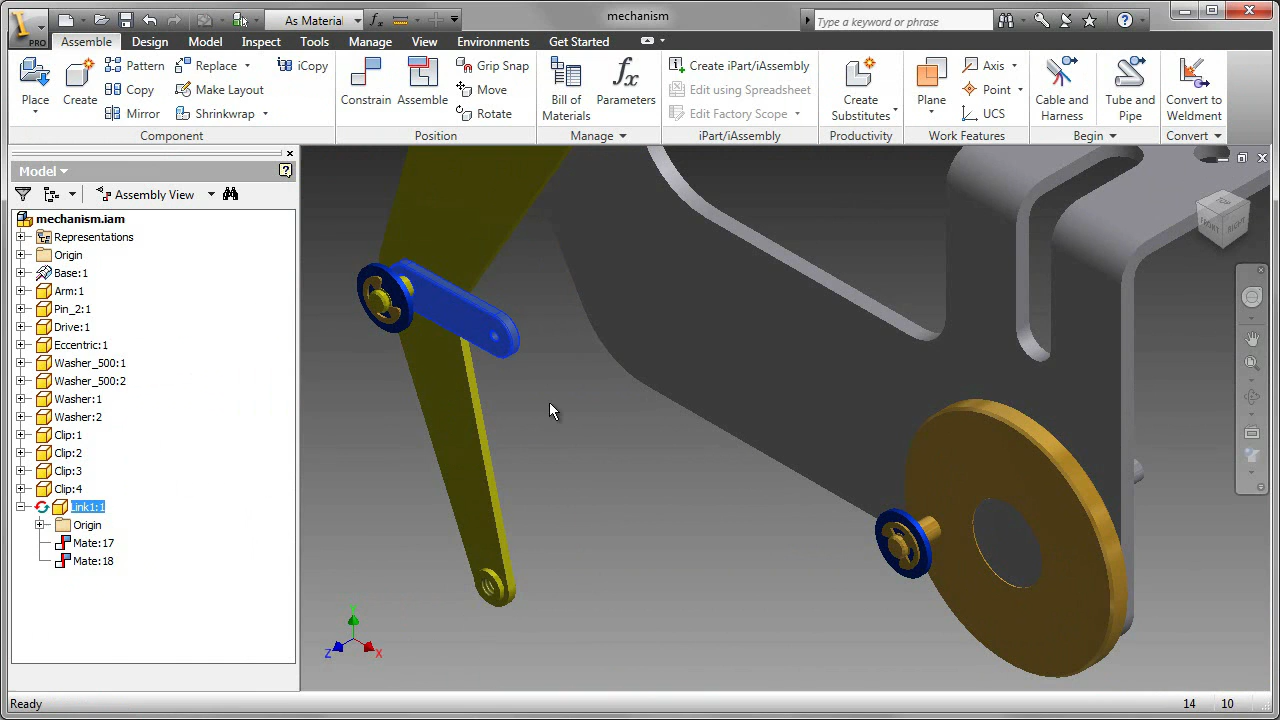 As Material
mechanism
Type a keyword or phrase
PRO
Assemble Design Model Inspect Tools Manage View Environments Get Started
Place
Create
Pattern
Copy
Mirror
Replace
Make Layout
Shrinkwrap
iCopy
Component
Constrain
Assemble
Grip Snap
Move
Rotate
Position
Bill of
Materials
Parameters
Manage
Create iPart/iAssembly
Edit using Spreadsheet
Edit Factory Scope
iPart/iAssembly
Create
Substitutes
Productivity
Plane
Axis
Point
UCS
Work Features
Cable and
Harness
Tube and
Pipe
Begin
Convert to
Weldment
Convert
Model
Assembly View
mechanism.iam
Representations
Origin
Base:1
Arm:1
Pin_2:1
Drive:1
Eccentric:1
Washer_500:1
Washer_500:2
Washer:1
Washer:2
Clip:1
Clip:2
Clip:3
Clip:4
Link1:1
Origin
Mate:17
Mate:18
TOP
FRONT
RIGHT
Y
Z
X
Ready
14 10